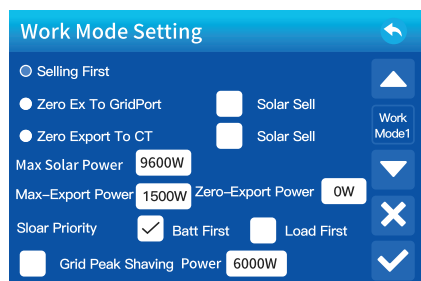 Work Mode Setting
Selling First
Zero Ex To GridPort Solar Sell
Work
Mode1
Zero Export To CT Solar Sell
Max Solar Power 9600W
Max-Export Power 1500W Zero-Export Power 0W
Sloar Priority Batt First Load First
Grid Peak Shaving Power 6000W